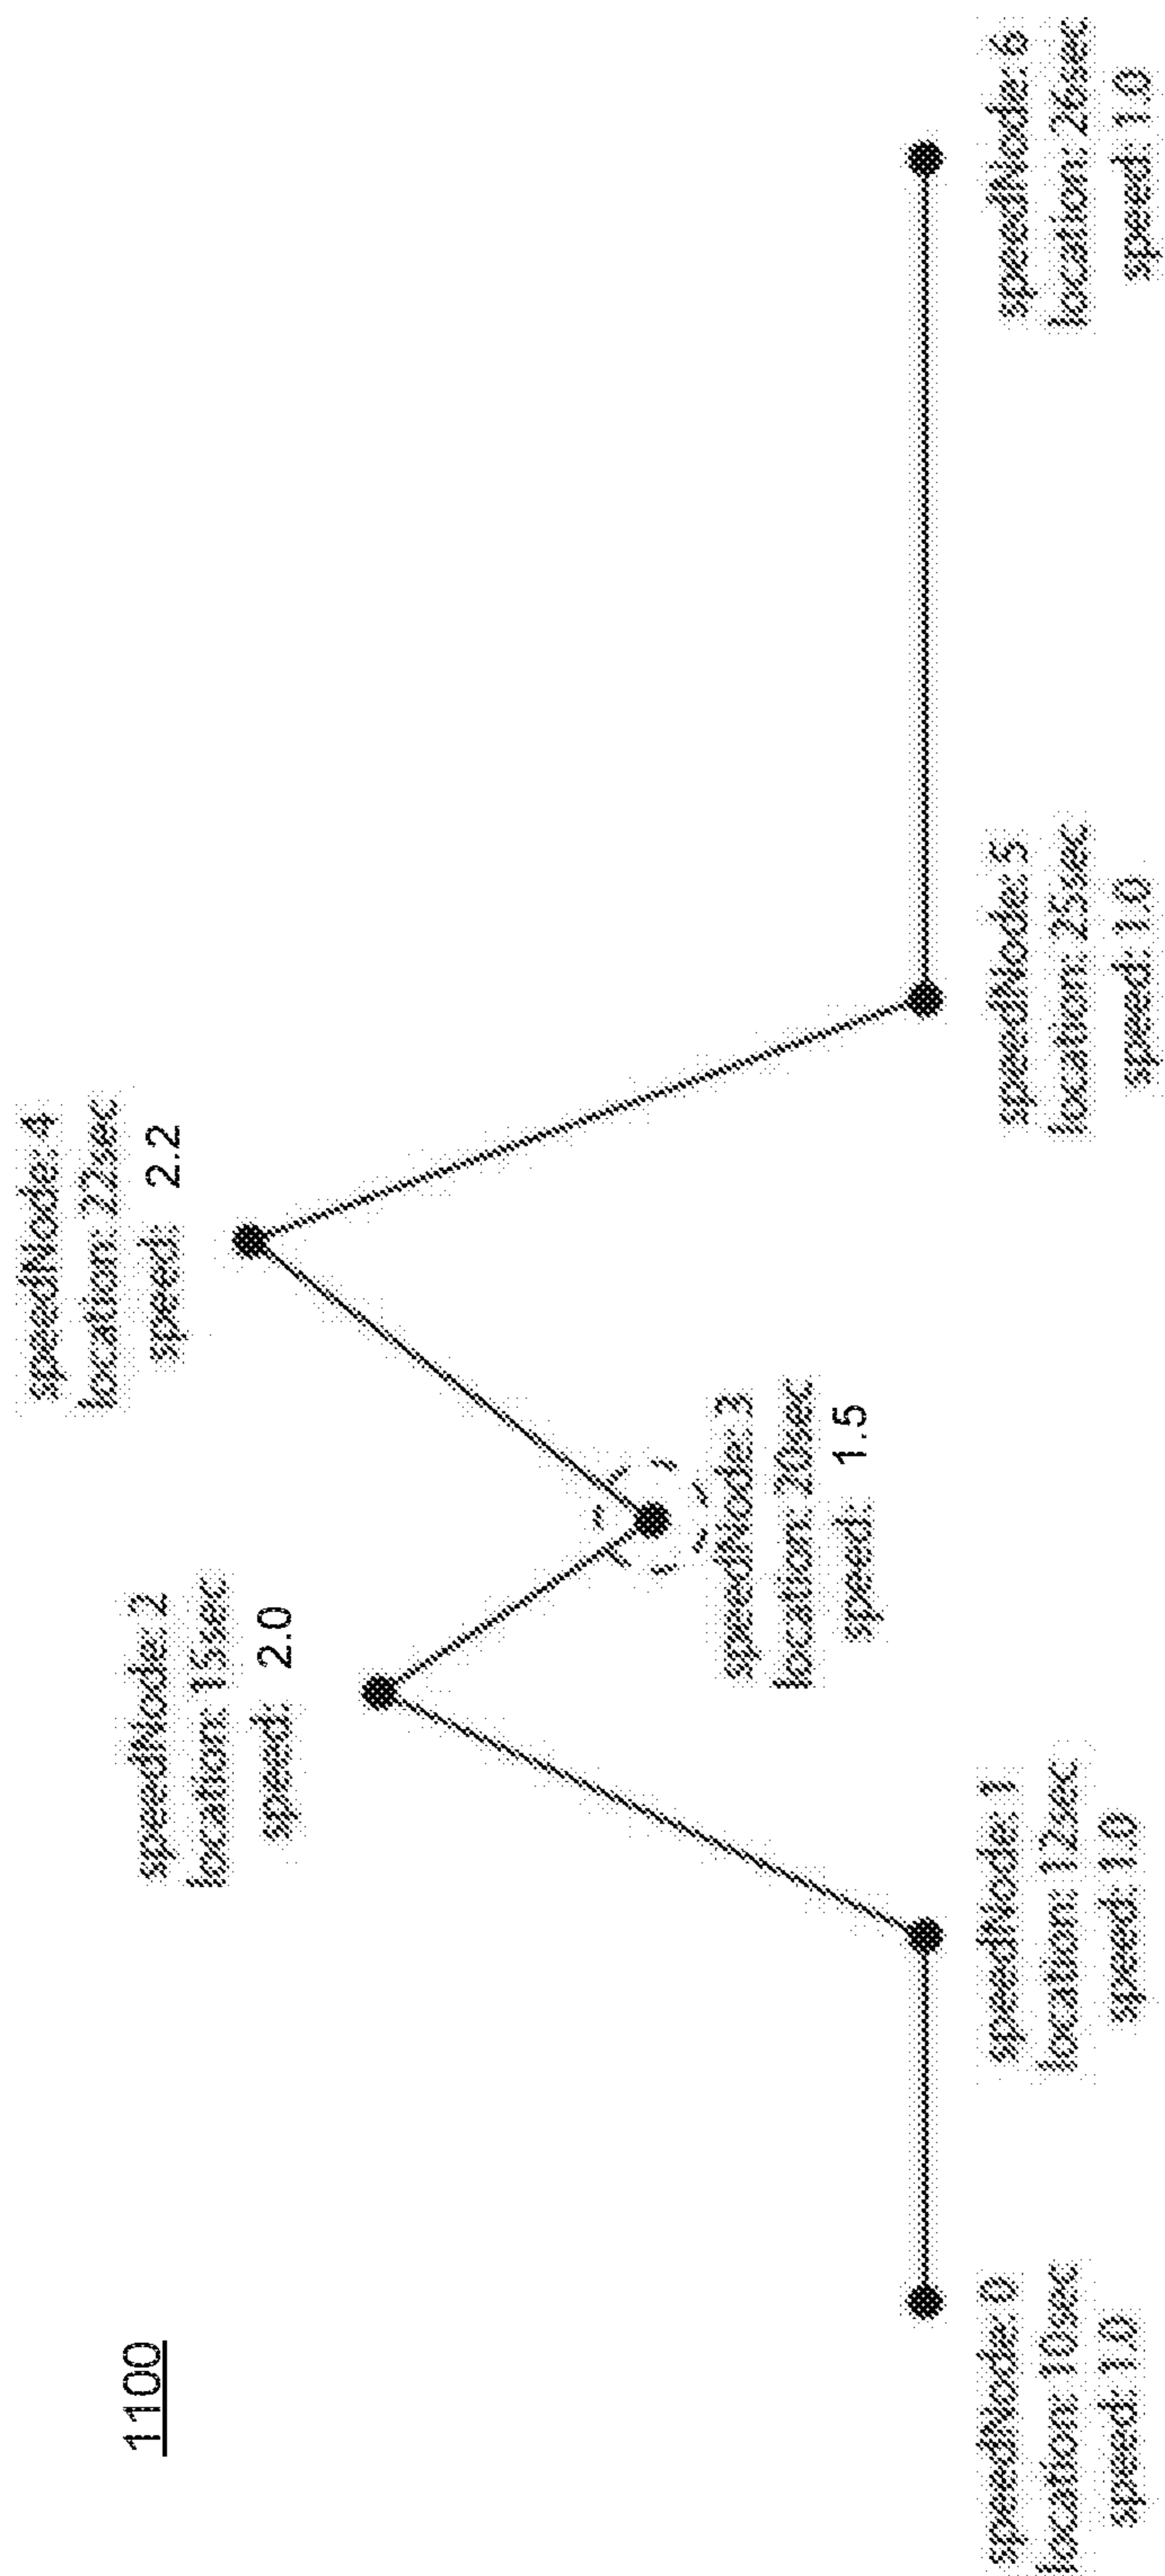 1100
speedNode: 0
location: 10sec
speed: 1.0
speedNode: 1
location: 12sec
speed: 1.0
speedNode: 2
location: 15sec
speed: 2.0
speedNode: 3
location: 20sec
speed: 1.5
speedNode: 4
location: 22sec
speed: 2.2
speedNode: 5
location: 25sec
speed: 1.0
speedNode: 6
location: 26sec
speed: 1.0